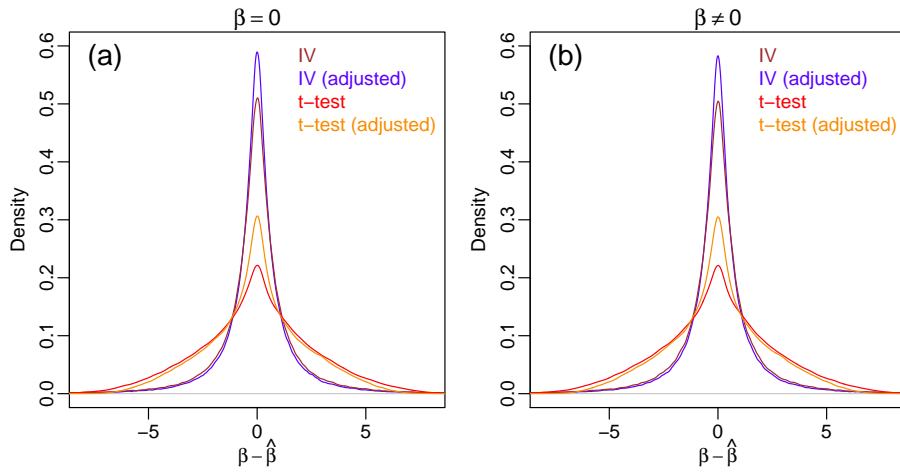 β = 0
(a)
IV
IV (adjusted)
t−test
t−test (adjusted)
Density
0.0
0.1
0.2
0.3
0.4
0.5
0.6
−5
0
5
β − β̂
β ≠ 0
(b)
IV
IV (adjusted)
t−test
t−test (adjusted)
Density
0.0
0.1
0.2
0.3
0.4
0.5
0.6
−5
0
5
β − β̂